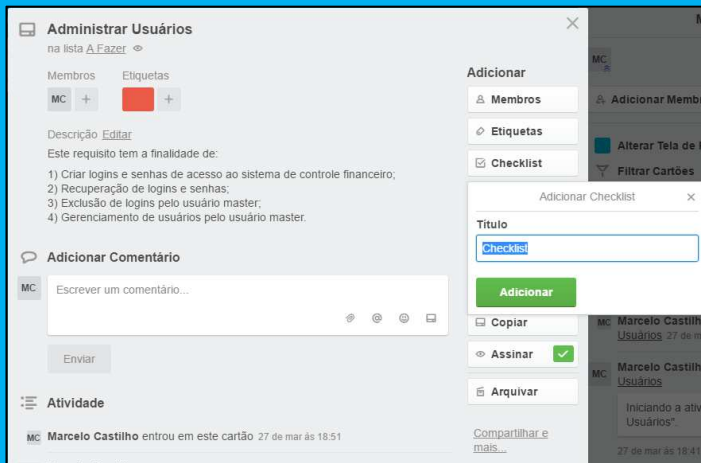 Administrar Usuários
na lista A Fazer
Membros
Etiquetas
MC
Descrição Editar
Este requisito tem a finalidade de:
1) Criar logins e senhas de acesso ao sistema de controle financeiro;
2) Recuperação de logins e senhas;
3) Exclusão de logins pelo usuário master;
4) Gerenciamento de usuários pelo usuário master.
Adicionar Comentário
MC
Escrever um comentário...
@
Enviar
Atividade
MC Marcelo Castilho entrou em este cartão 27 de mar ás 18:51
Adicionar
Membros
Etiquetas
Checklist
Adicionar Checklist
Título
Checklist
Adicionar
Copiar
Assinar
Arquivar
Compartilhar e
mais...
M
MC
Adicionar Memb
Alterar Tela de
Filtrar Cartões
MC Marcelo Castilh
Usuários 27 de m
MC Marcelo Castilh
Usuários
Iniciando a ativ
Usuários".
27 de mar ás 18:41